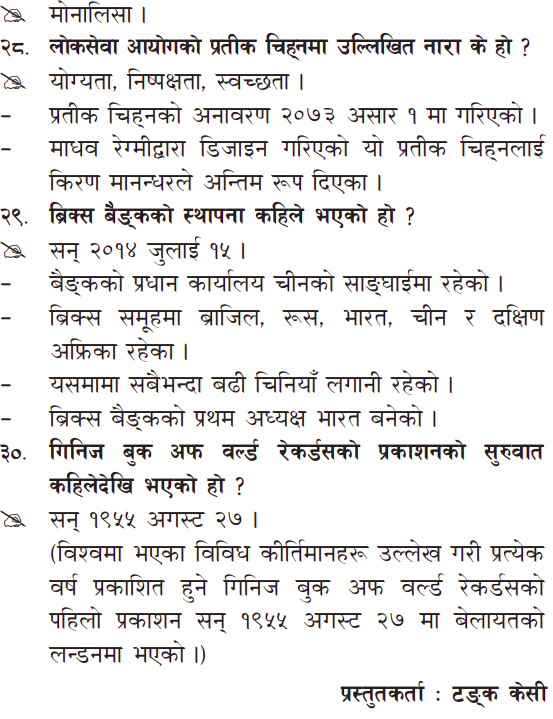 मोनालिसा ।
२८. लोकसेवा आयोगको प्रतीक चिह्नमा उल्लिखित नारा के हो ?
योग्यता, निष्पक्षता, स्वच्छता ।
– प्रतीक चिह्नको अनावरण २०७३ असार १ मा गरिएको ।
– माधव रेग्मीद्वारा डिजाइन गरिएको यो प्रतीक चिह्नलाई
किरण मानन्धरले अन्तिम रूप दिएका ।
२९. ब्रिक्स बैङ्कको स्थापना कहिले भएको हो ?
सन् २०१४ जुलाई १५ ।
– बैङ्कको प्रधान कार्यालय चीनको साङ्घाईमा रहेको ।
– ब्रिक्स समूहमा ब्राजिल, रूस, भारत, चीन र दक्षिण
अफ्रिका रहेका ।
– यसमामा सबैभन्दा बढी चिनियाँ लगानी रहेको ।
– ब्रिक्स बैङ्कको प्रथम अध्यक्ष भारत बनेको ।
३०. गिनिज बुक अफ वर्ल्ड रेकर्डसको प्रकाशनको सुरुवात
कहिलेदेखि भएको हो ?
सन् १९५५ अगस्ट २७ ।
(विश्वमा भएका विविध कीर्तिमानहरू उल्लेख गरी प्रत्येक
वर्ष प्रकाशित हुने गिनिज बुक अफ वर्ल्ड रेकर्डसको
पहिलो प्रकाशन सन् १९५५ अगस्ट २७ मा बेलायतको
लन्डनमा भएको ।)
प्रस्तुतकर्ता : टङ्क केसी